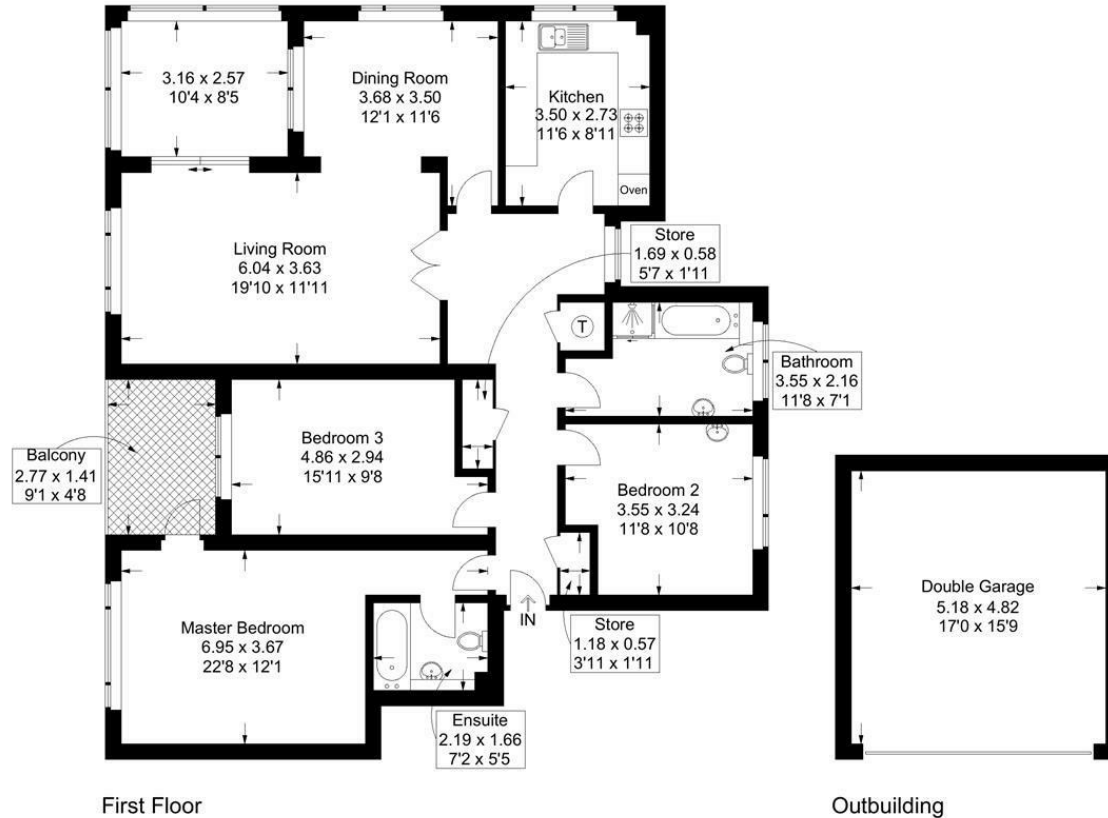 3.16 x 2.57
10'4 x 8'5
Dining Room
3.68 x 3.50
12'1 x 11'6
Kitchen
3.50 x 2.73
11'6 x 8'11
Oven
Living Room
6.04 x 3.63
19'10 x 11'11
Store
1.69 x 0.58
5'7 x 1'11
T
Bathroom
3.55 x 2.16
11'8 x 7'1
Balcony
2.77 x 1.41
9'1 x 4'8
Bedroom 3
4.86 x 2.94
15'11 x 9'8
Bedroom 2
3.55 x 3.24
11'8 x 10'8
Double Garage
5.18 x 4.82
17'0 x 15'9
Master Bedroom
6.95 x 3.67
22'8 x 12'1
IN
Store
1.18 x 0.57
3'11 x 1'11
Ensuite
2.19 x 1.66
7'2 x 5'5
First Floor
Outbuilding